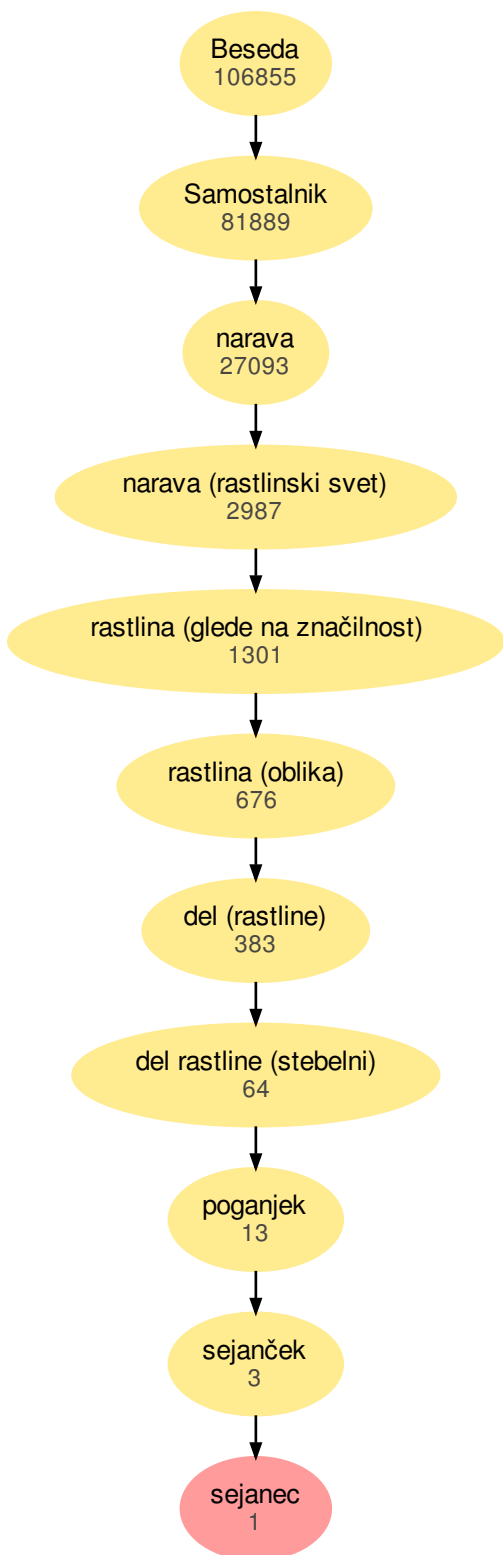 Beseda
106855
Samostalnik
81889
narava
27093
narava (rastlinski svet)
2987
rastlina (glede na značilnost)
1301
rastlina (oblika)
676
del (rastline)
383
del rastline (stebelni)
64
poganjek
13
sejanček
3
sejanec
1